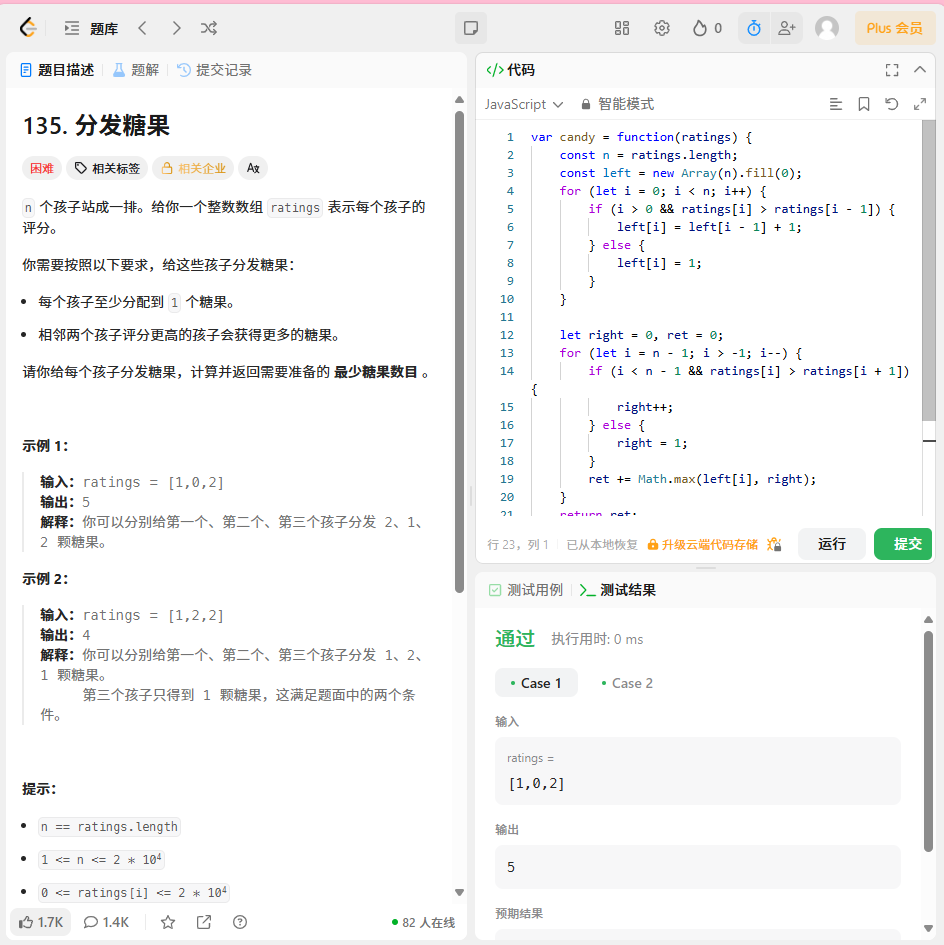 题库
0
Plus 会员
题目描述
题解
提交记录
135. 分发糖果
困难
相关标签
相关企业
n 个孩子站成一排。给你一个整数数组 ratings 表示每个孩子的
评分。
你需要按照以下要求，给这些孩子分发糖果：
• 每个孩子至少分配到 1 个糖果。
• 相邻两个孩子评分更高的孩子会获得更多的糖果。
请你给每个孩子分发糖果，计算并返回需要准备的 最少糖果数目 。
示例 1：
输入：ratings = [1,0,2]
输出：5
解释：你可以分别给第一个、第二个、第三个孩子分发 2、1、
2 颗糖果。
示例 2：
输入：ratings = [1,2,2]
输出：4
解释：你可以分别给第一个、第二个、第三个孩子分发 1、2、
1 颗糖果。
第三个孩子只得到 1 颗糖果，这满足题面中的两个条
件。
提示：
• n == ratings.length
• 1 <= n <= 2 * 10⁴
• 0 <= ratings[i] <= 2 * 10⁴
1.7K
1.4K
82 人在线
</> 代码
JavaScript
智能模式
1 var candy = function(ratings) {
2 const n = ratings.length;
3 const left = new Array(n).fill(0);
4 for (let i = 0; i < n; i++) {
5 if (i > 0 && ratings[i] > ratings[i - 1]) {
6 left[i] = left[i - 1] + 1;
7 } else {
8 left[i] = 1;
9 }
10 }
11
12 let right = 0, ret = 0;
13 for (let i = n - 1; i > -1; i--) {
14 if (i < n - 1 && ratings[i] > ratings[i + 1])
{
15 right++;
16 } else {
17 right = 1;
18 }
19 ret += Math.max(left[i], right);
20 }
21 return ret;
行 23，列 1
已从本地恢复
升级云端代码存储
运行
提交
测试用例
测试结果
通过
执行用时: 0 ms
• Case 1
• Case 2
输入
ratings =
[1,0,2]
输出
5
预期结果